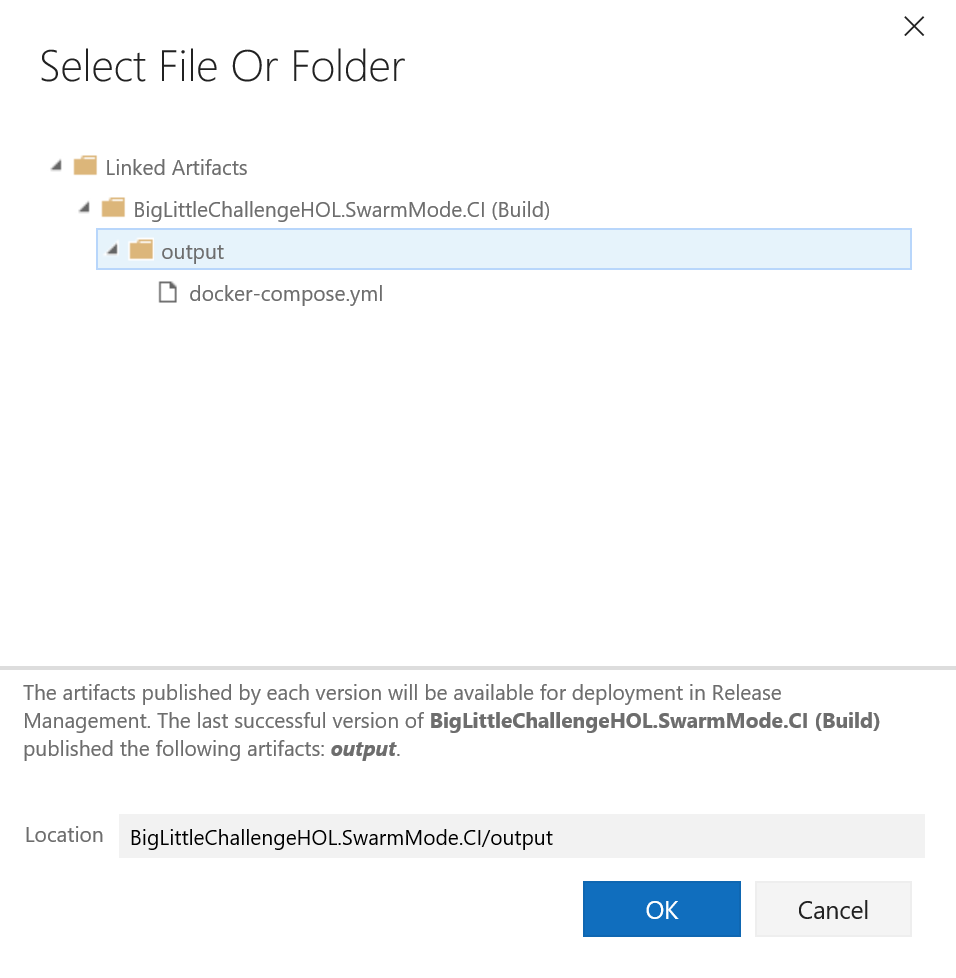 Select File Or Folder
Linked Artifacts
BigLittleChallengeHOL.SwarmMode.CI (Build)
output
docker-compose.yml
The artifacts published by each version will be available for deployment in Release
Management. The last successful version of BigLittleChallengeHOL.SwarmMode.CI (Build)
published the following artifacts: output.
Location BigLittleChallengeHOL.SwarmMode.CI/output
OK Cancel